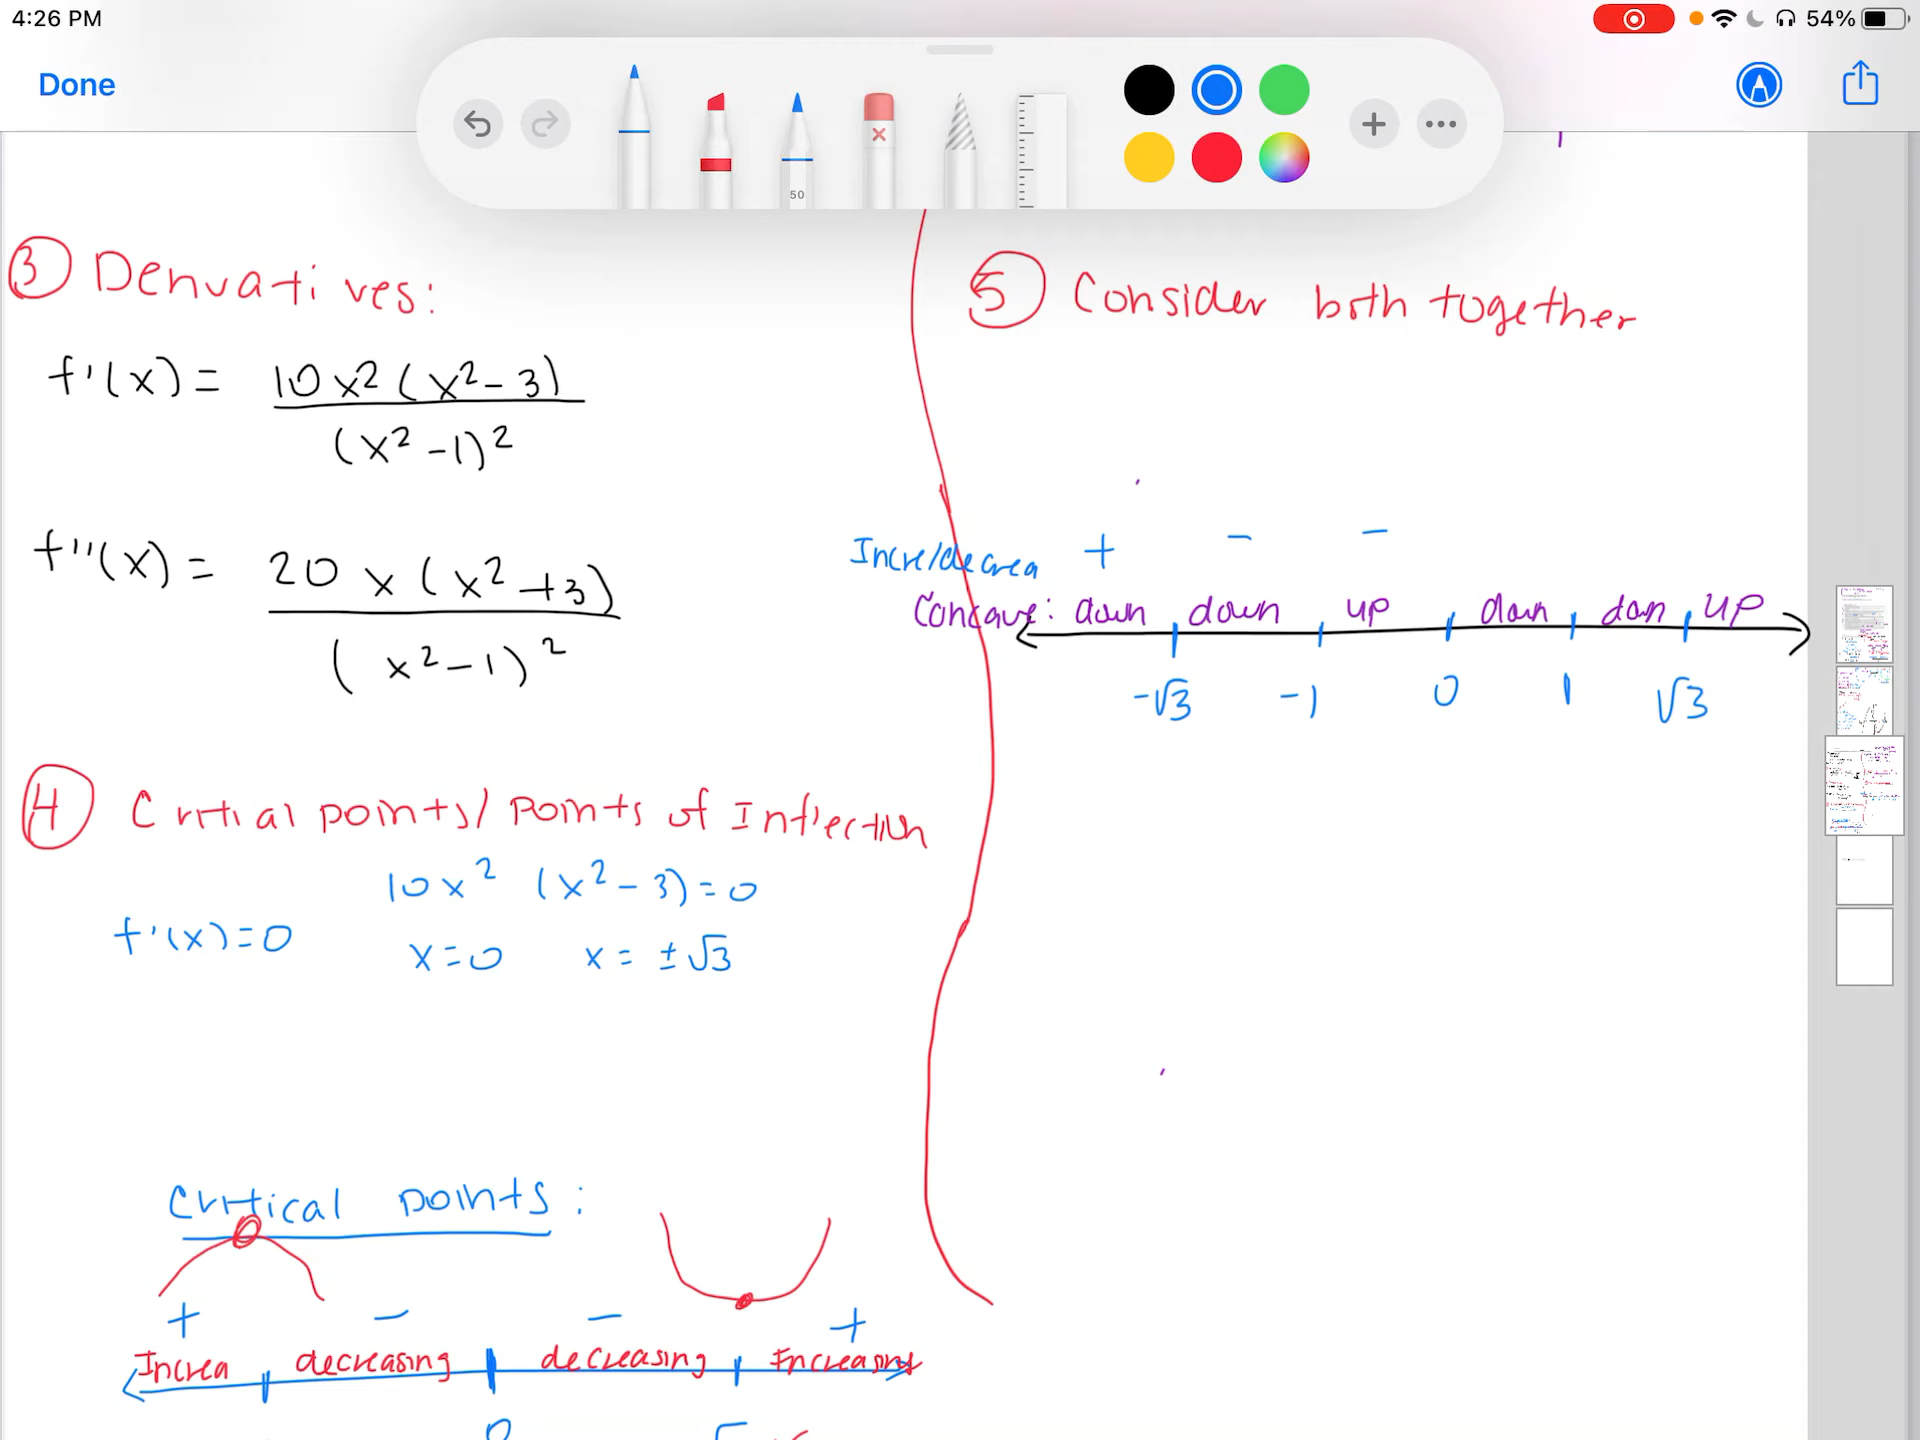 4:26 PM
54%
Done
50
③ Derivatives:
f'(x) = 10x2 (x2 - 3)
(x2 - 1)2
f''(x) = 20 x (x2 + 3)
(x2 - 1)2
④ Critical points/ points of Inflection
10x2 (x2 - 3) = 0
f'(x) = 0
x = 0 x = ±√3
Critical points:
+ - - +
Increa decreasing decreasing Increasing
⑤ Consider both together
Incre/decrea + - -
Concave: down down up down down up
-√3 -1 0 1 √3